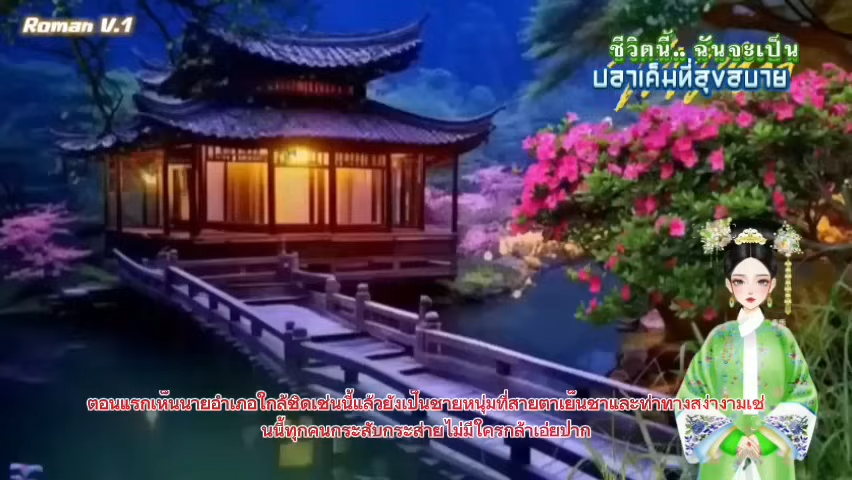 Roman V.1
ชีวิตนี้.. ฉันจะเป็น
ปลาเค็มที่สุขสบาย
ตอนแรกเห็นนายอำเภอใกล้ชิดเช่นนี้แล้วยังเป็นชายหนุ่มที่สายตาเย็นชาและท่าทางสง่างามเช่
นนี้ทุกคนกระสับกระส่ายไม่มีใครกล้าเอ่ยปาก